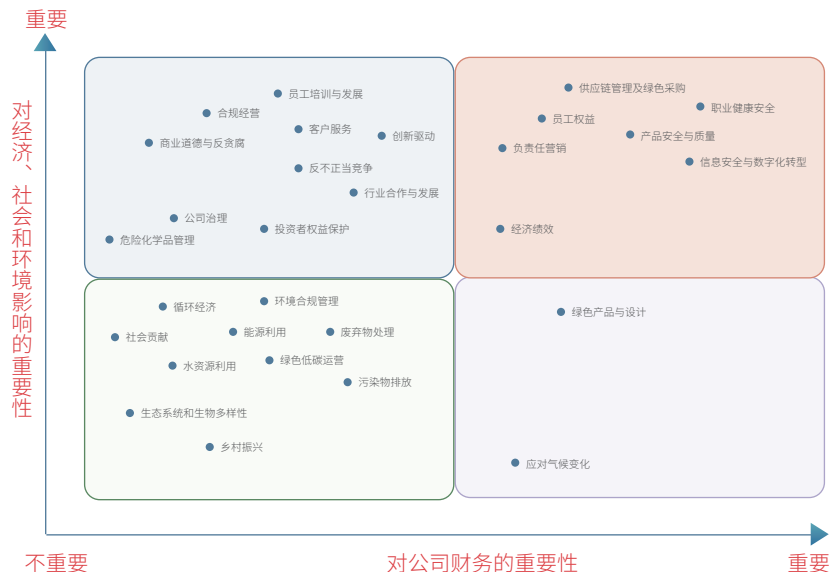 重要
对经济、社会和环境影响的重要性
员工培训与发展
合规经营
客户服务
创新驱动
商业道德与反贪腐
反不正当竞争
行业合作与发展
公司治理
投资者权益保护
危险化学品管理
供应链管理及绿色采购
职业健康安全
员工权益
产品安全与质量
负责任营销
信息安全与数字化转型
经济绩效
循环经济
环境合规管理
社会贡献
能源利用
废弃物处理
水资源利用
绿色低碳运营
污染物排放
生态系统和生物多样性
乡村振兴
绿色产品与设计
应对气候变化
不重要
对公司财务的重要性
重要